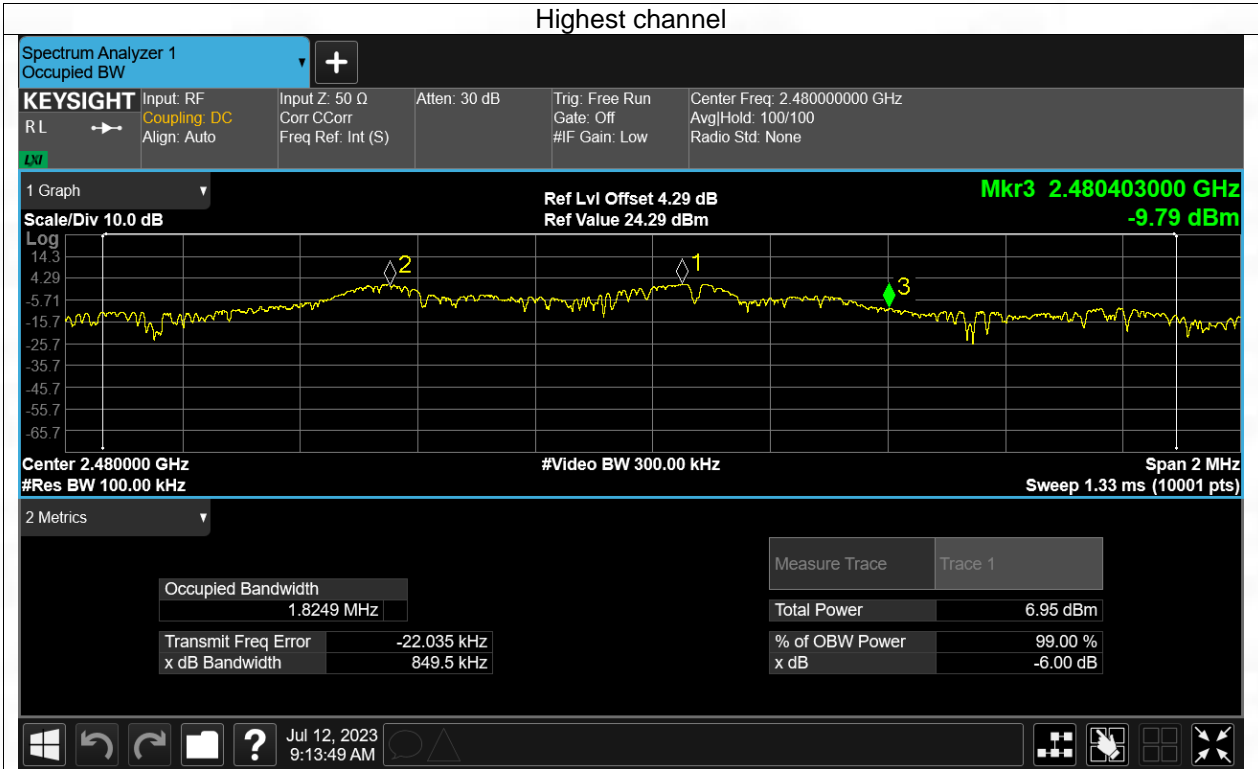 Highest channel
Spectrum Analyzer 1
Occupied BW
+
KEYSIGHT
R L
LXI
Input: RF
Coupling: DC
Align: Auto
Input Z: 50 Ω
Corr CCorr
Freq Ref: Int (S)
Atten: 30 dB
Trig: Free Run
Gate: Off
#IF Gain: Low
Center Freq: 2.480000000 GHz
Avg|Hold: 100/100
Radio Std: None
1 Graph
Scale/Div 10.0 dB
Ref Lvl Offset 4.29 dB
Ref Value 24.29 dBm
Mkr3 2.480403000 GHz
-9.79 dBm
Log
14.3
4.29
-5.71
-15.7
-25.7
-35.7
-45.7
-55.7
-65.7
2
1
3
Center 2.480000 GHz
#Res BW 100.00 kHz
#Video BW 300.00 kHz
Span 2 MHz
Sweep 1.33 ms (10001 pts)
2 Metrics
Occupied Bandwidth
1.8249 MHz
Transmit Freq Error -22.035 kHz
x dB Bandwidth 849.5 kHz
Measure Trace Trace 1
Total Power 6.95 dBm
% of OBW Power 99.00 %
x dB -6.00 dB
?
Jul 12, 2023
9:13:49 AM